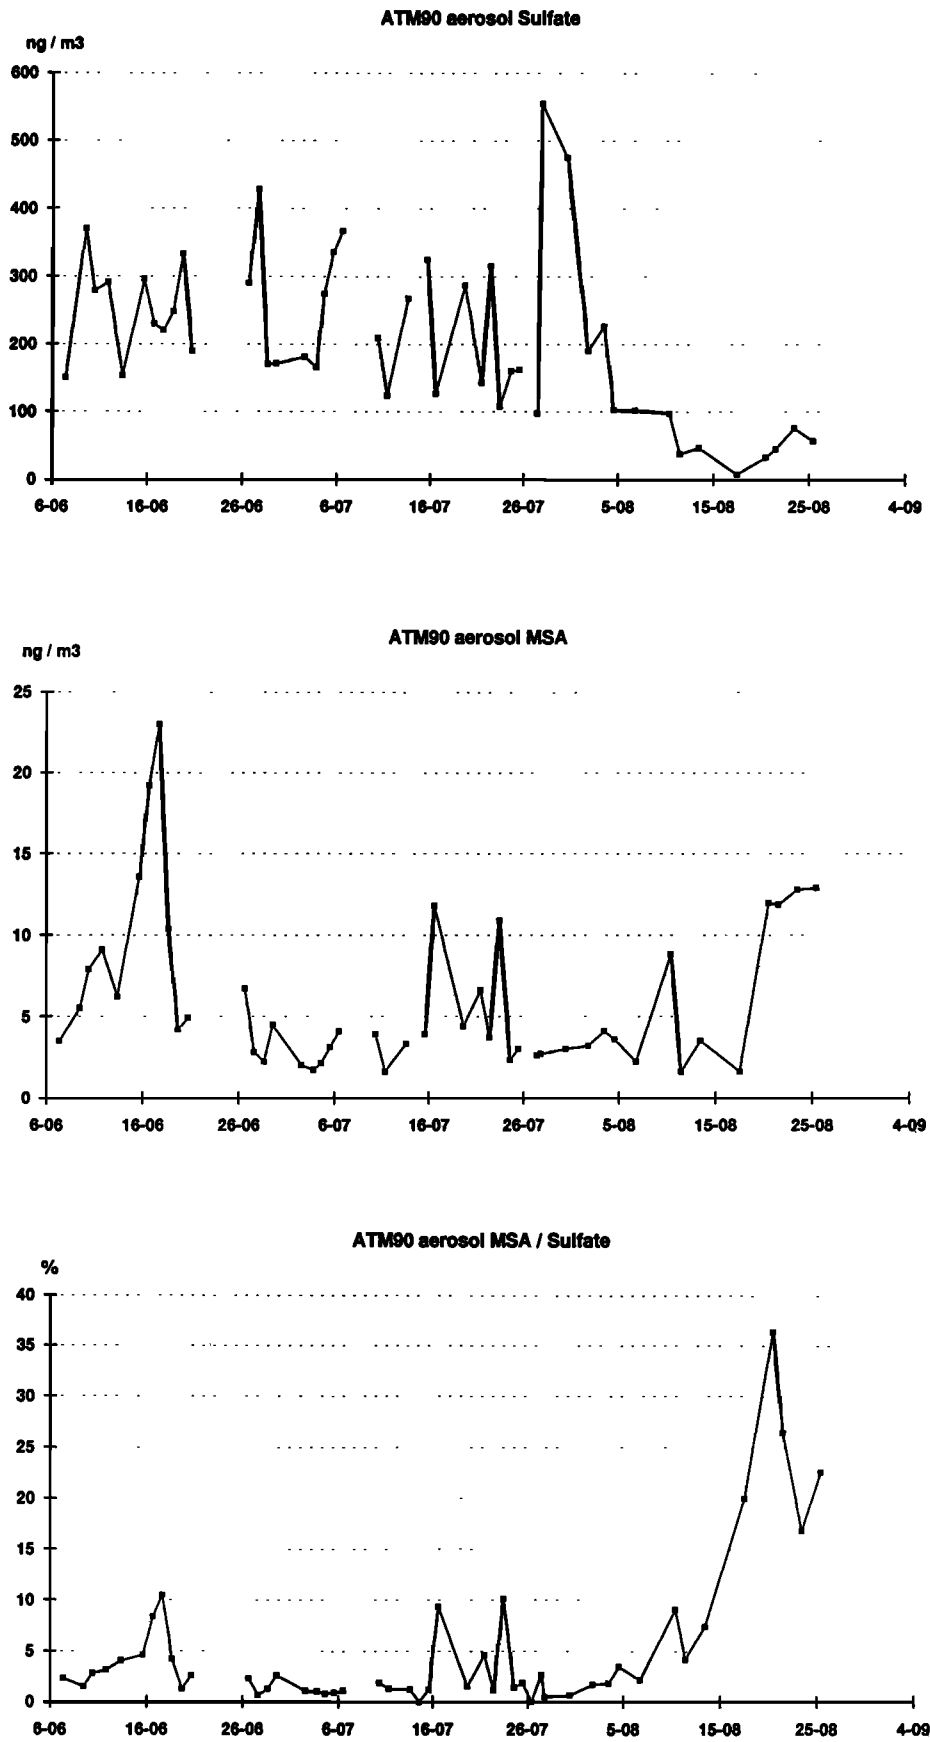 ATM90 aerosol Sulfate
ng / m3
600
500
400
300
200
100
0
6-06 16-06 26-06 6-07 16-07 26-07 5-08 15-08 25-08 4-09
ATM90 aerosol MSA
ng / m3
25
20
15
10
5
0
6-06 16-06 26-06 6-07 16-07 26-07 5-08 15-08 25-08 4-09
ATM90 aerosol MSA / Sulfate
%
40
35
30
25
20
15
10
5
0
6-06 16-06 26-06 6-07 16-07 26-07 5-08 15-08 25-08 4-09